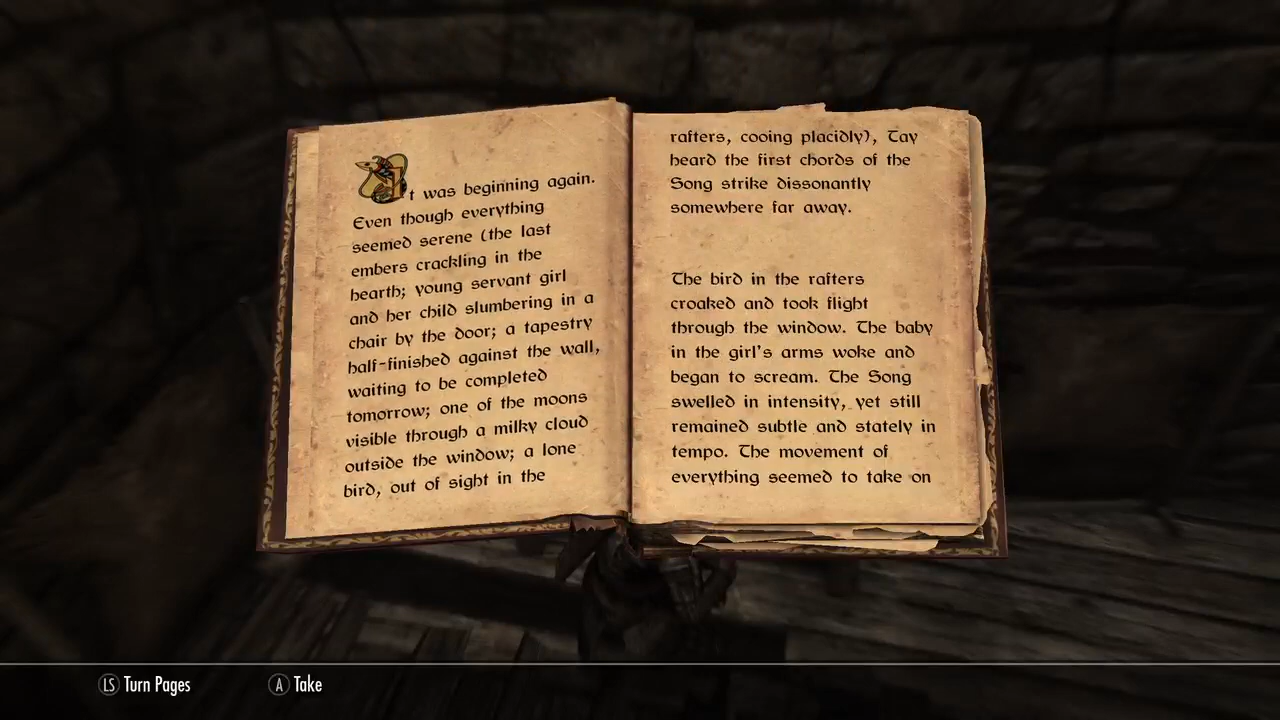 It was beginning again.
Even though everything
seemed serene (the last
embers crackling in the
hearth; young servant girl
and her child slumbering in a
chair by the door; a tapestry
half-finished against the wall,
waiting to be completed
tomorrow; one of the moons
visible through a milky cloud
outside the window; a lone
bird, out of sight in the
rafters, cooing placidly), Tay
heard the first chords of the
Song strike dissonantly
somewhere far away.
The bird in the rafters
croaked and took flight
through the window. The baby
in the girl's arms woke and
began to scream. The Song
swelled in intensity, yet still
remained subtle and stately in
tempo. The movement of
everything seemed to take on
LS Turn Pages
A Take